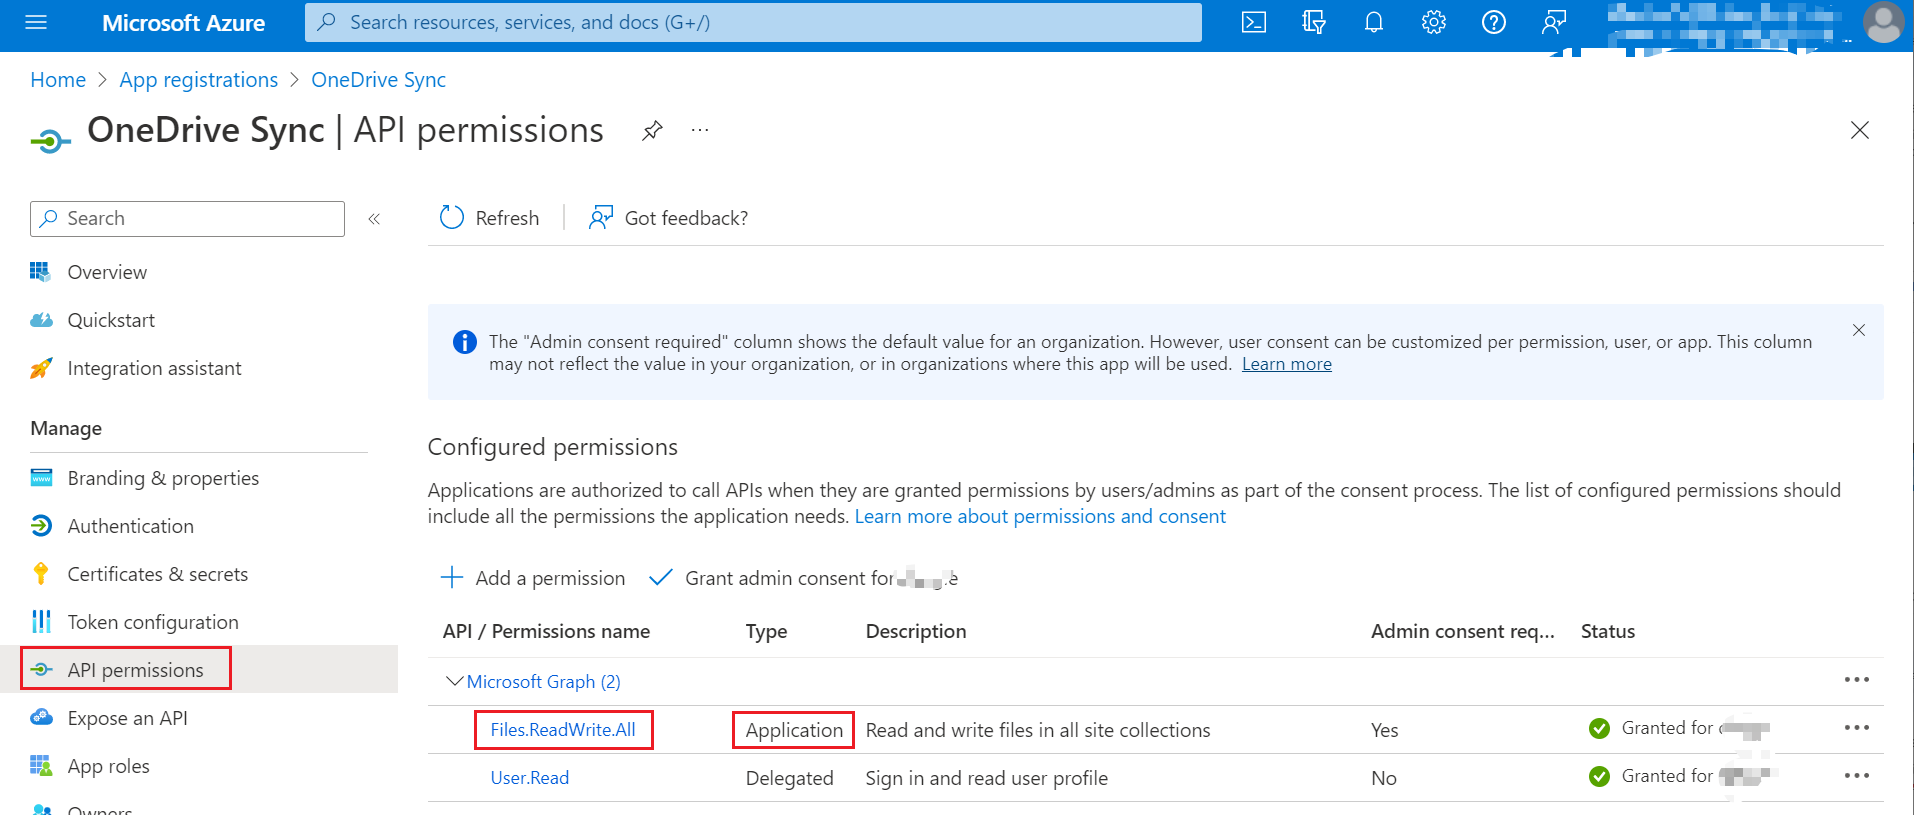 Microsoft Azure
Search resources, services, and docs (G+/)
Home > App registrations > OneDrive Sync
OneDrive Sync | API permissions
Search
Refresh
Got feedback?
Overview
Quickstart
Integration assistant
The "Admin consent required" column shows the default value for an organization. However, user consent can be customized per permission, user, or app. This column
may not reflect the value in your organization, or in organizations where this app will be used. Learn more
Manage
Branding & properties
Authentication
Certificates & secrets
Token configuration
API permissions
Expose an API
App roles
Owners
Configured permissions
Applications are authorized to call APIs when they are granted permissions by users/admins as part of the consent process. The list of configured permissions should
include all the permissions the application needs. Learn more about permissions and consent
Add a permission
Grant admin consent for
API / Permissions name Type Description Admin consent req... Status
Microsoft Graph (2)
Files.ReadWrite.All Application Read and write files in all site collections Yes Granted for
User.Read Delegated Sign in and read user profile No Granted for